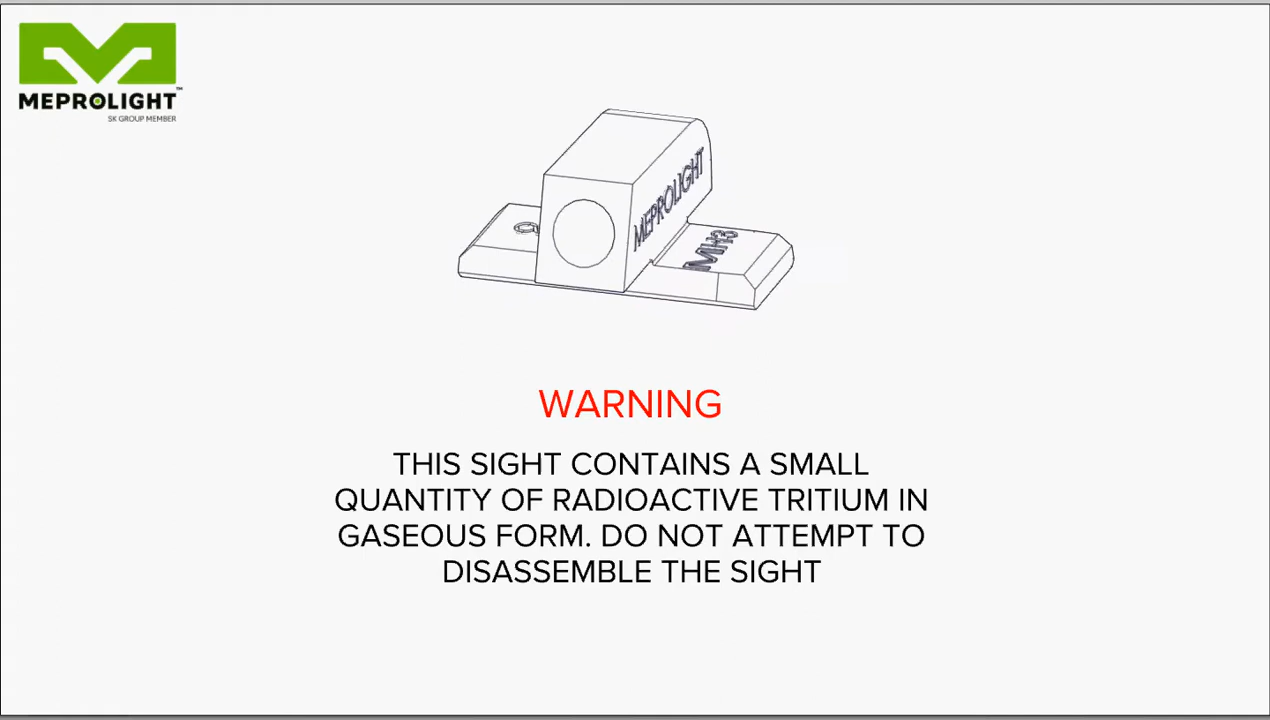 MEPROLIGHT™
SK GROUP MEMBER
MEPROLIGHT
WARNING
THIS SIGHT CONTAINS A SMALL
QUANTITY OF RADIOACTIVE TRITIUM IN
GASEOUS FORM. DO NOT ATTEMPT TO
DISASSEMBLE THE SIGHT